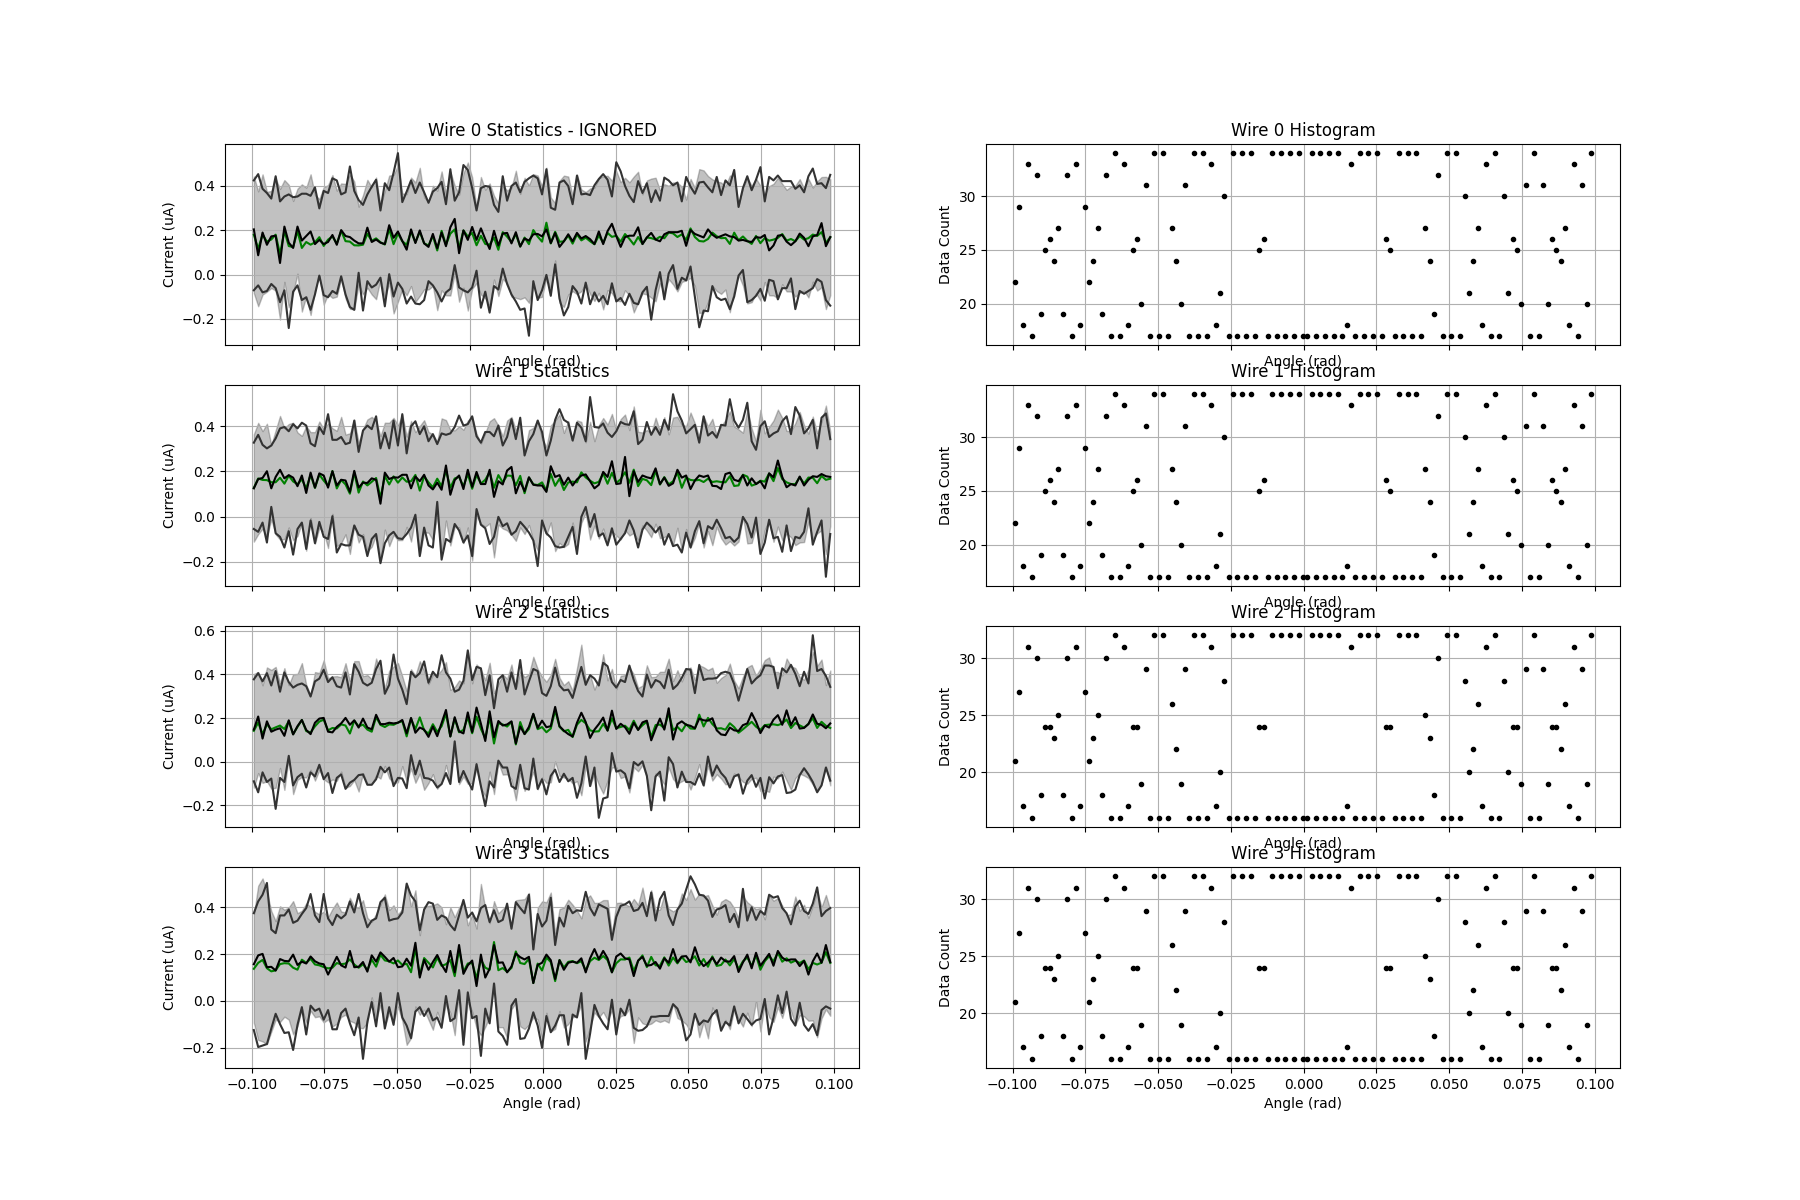 Wire 0 Statistics - IGNORED
Current (uA)
0.4
0.2
0.0
−0.2
Angle (rad)
Wire 0 Histogram
Data Count
30
25
20
Angle (rad)
Wire 1 Statistics
Current (uA)
0.4
0.2
0.0
−0.2
Angle (rad)
Wire 1 Histogram
Data Count
30
25
20
Angle (rad)
Wire 2 Statistics
Current (uA)
0.6
0.4
0.2
0.0
−0.2
Angle (rad)
Wire 2 Histogram
Data Count
30
25
20
Angle (rad)
Wire 3 Statistics
Current (uA)
0.4
0.2
0.0
−0.2
−0.100 −0.075 −0.050 −0.025 0.000 0.025 0.050 0.075 0.100
Angle (rad)
Wire 3 Histogram
Data Count
30
25
20
−0.100 −0.075 −0.050 −0.025 0.000 0.025 0.050 0.075 0.100
Angle (rad)